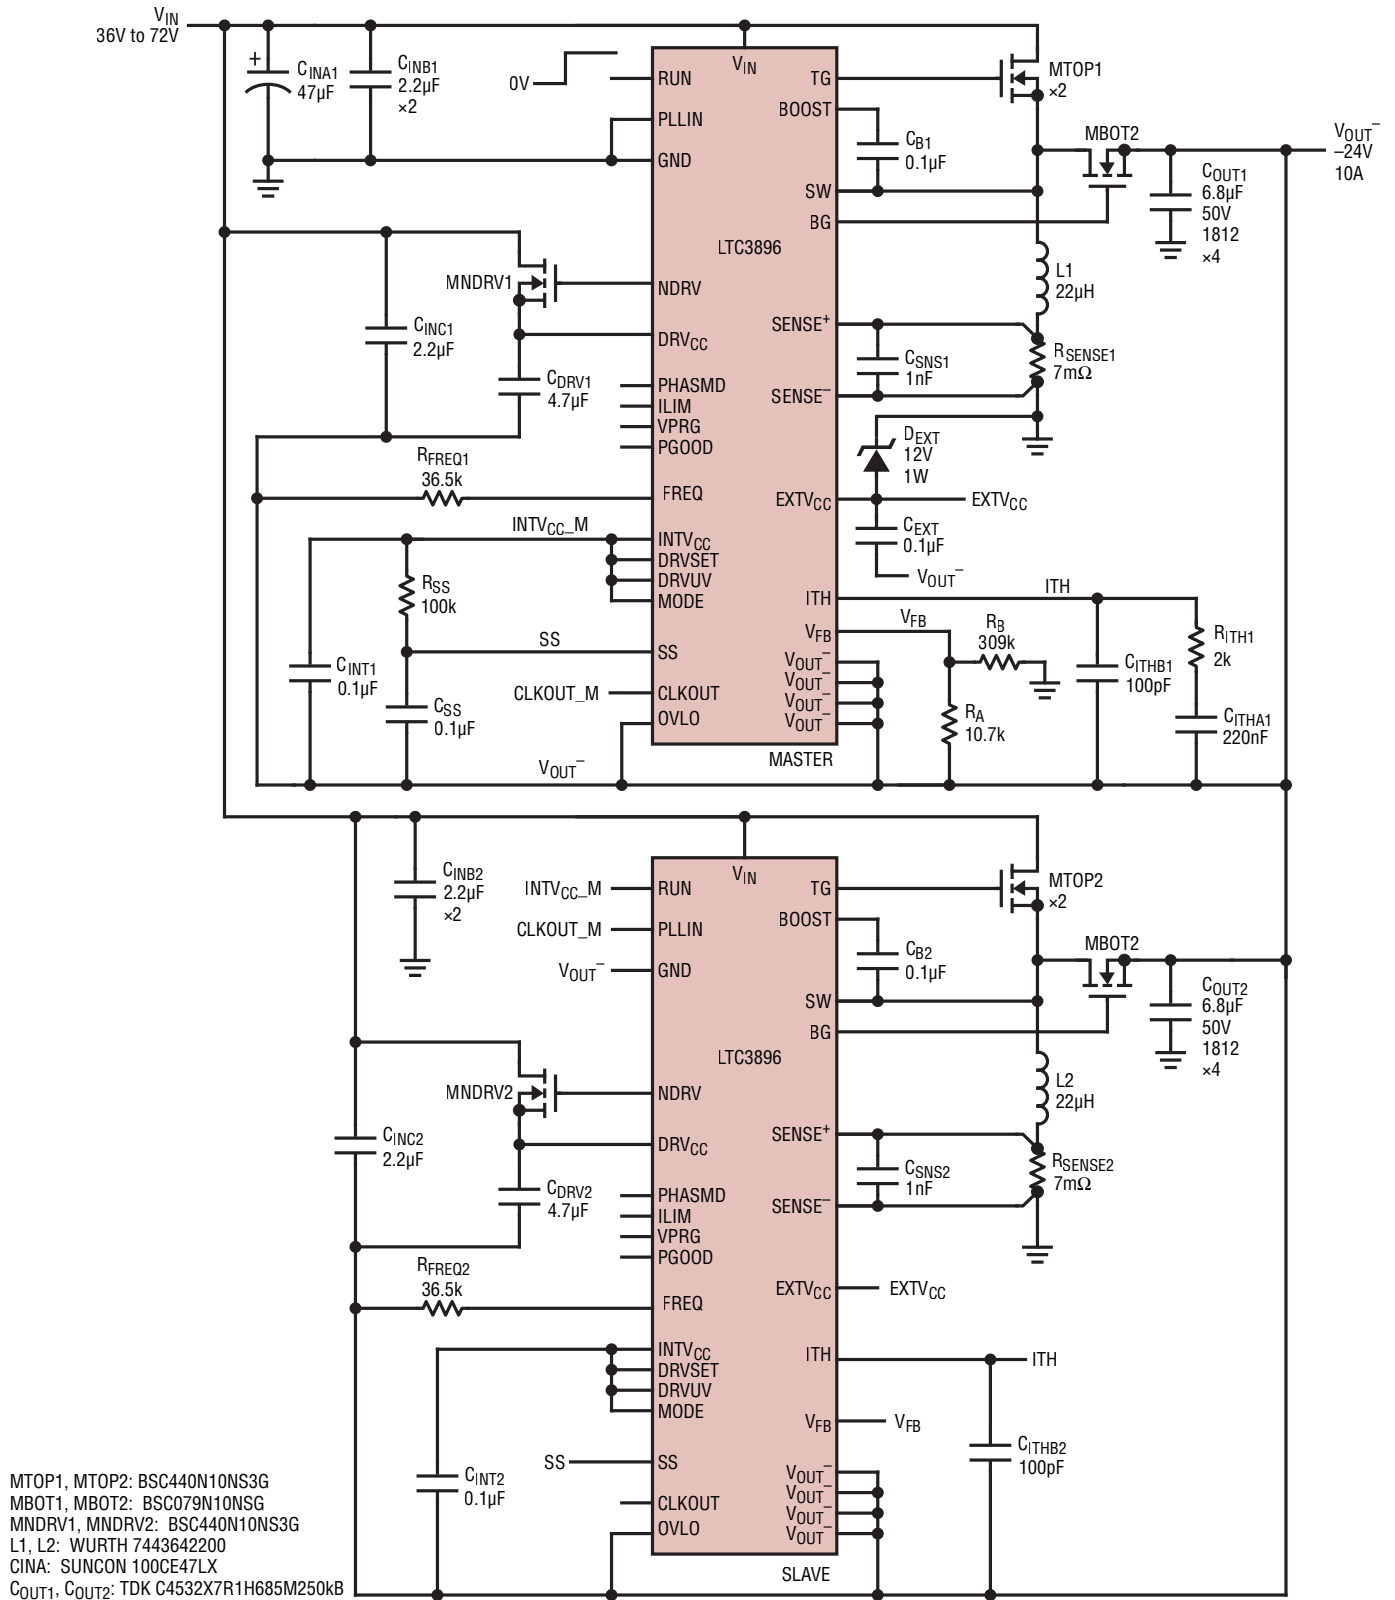 VIN
36V to 72V
CINA1
47µF
CINB1
2.2µF
×2
0V
RUN
PLLIN
GND
VIN
TG
BOOST
SW
BG
MTOP1
×2
CB1
0.1µF
MBOT2
VOUT–
–24V
10A
COUT1
6.8µF
50V
1812
×4
LTC3896
L1
22µH
MNDRV1
NDRV
DRVCC
CINC1
2.2µF
CDRV1
4.7µF
SENSE+
SENSE–
CSNS1
1nF
RSENSE1
7mΩ
PHASMD
ILIM
VPRG
PGOOD
DEXT
12V
1W
RFREQ1
36.5k
FREQ
EXTVCC
EXTVCC
CEXT
0.1µF
VOUT–
INTVCC_M
INTVCC
DRVSET
DRVUV
MODE
RSS
100k
ITH
ITH
VFB
VFB
RB
309k
RITH1
2k
SS
SS
CINT1
0.1µF
CSS
0.1µF
CLKOUT_M
CLKOUT
OVLO
VOUT–
VOUT–
VOUT–
VOUT–
CITHB1
100pF
RA
10.7k
CITHA1
220nF
MASTER
VOUT–
CINB2
2.2µF
×2
INTVCC_M
RUN
CLKOUT_M
PLLIN
VOUT–
GND
VIN
TG
BOOST
SW
BG
MTOP2
×2
CB2
0.1µF
MBOT2
COUT2
6.8µF
50V
1812
×4
LTC3896
L2
22µH
MNDRV2
NDRV
DRVCC
CINC2
2.2µF
CDRV2
4.7µF
SENSE+
SENSE–
CSNS2
1nF
RSENSE2
7mΩ
PHASMD
ILIM
VPRG
PGOOD
RFREQ2
36.5k
FREQ
EXTVCC
EXTVCC
INTVCC
DRVSET
DRVUV
MODE
ITH
ITH
VFB
VFB
CITHB2
100pF
SS
SS
CINT2
0.1µF
CLKOUT
OVLO
VOUT–
VOUT–
VOUT–
VOUT–
SLAVE
MTOP1, MTOP2: BSC440N10NS3G
MBOT1, MBOT2: BSC079N10NSG
MNDRV1, MNDRV2: BSC440N10NS3G
L1, L2: WURTH 7443642200
CINA: SUNCON 100CE47LX
COUT1, COUT2: TDK C4532X7R1H685M250kB